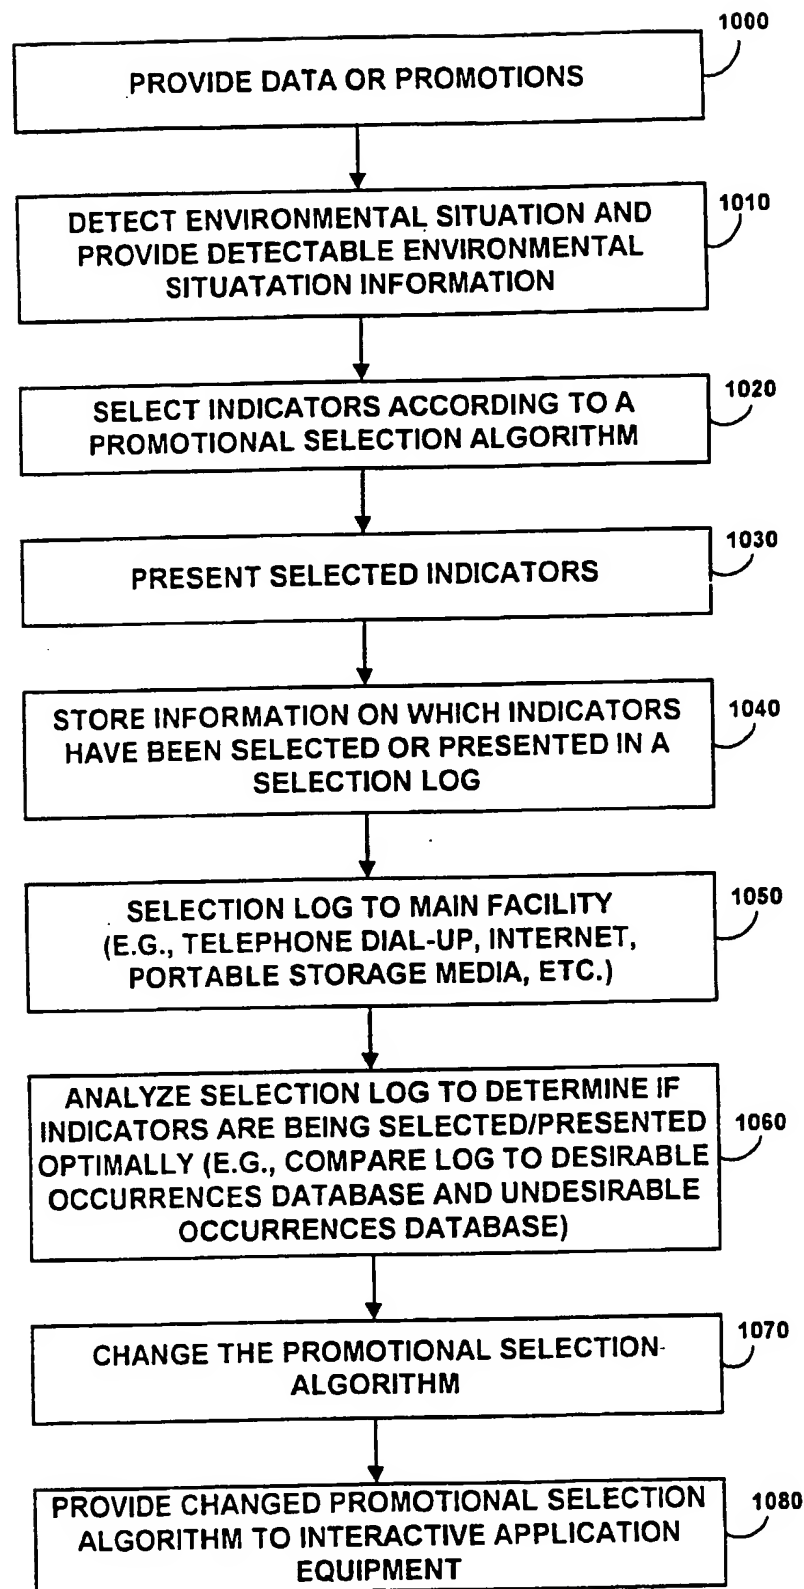 1000
PROVIDE DATA OR PROMOTIONS
1010
DETECT ENVIRONMENTAL SITUATION AND
PROVIDE DETECTABLE ENVIRONMENTAL
SITUATATION INFORMATION
1020
SELECT INDICATORS ACCORDING TO A
PROMOTIONAL SELECTION ALGORITHM
1030
PRESENT SELECTED INDICATORS
1040
STORE INFORMATION ON WHICH INDICATORS
HAVE BEEN SELECTED OR PRESENTED IN A
SELECTION LOG
1050
SELECTION LOG TO MAIN FACILITY
(E.G., TELEPHONE DIAL-UP, INTERNET,
PORTABLE STORAGE MEDIA, ETC.)
1060
ANALYZE SELECTION LOG TO DETERMINE IF
INDICATORS ARE BEING SELECTED/PRESENTED
OPTIMALLY (E.G., COMPARE LOG TO DESIRABLE
OCCURRENCES DATABASE AND UNDESIRABLE
OCCURRENCES DATABASE)
1070
CHANGE THE PROMOTIONAL SELECTION
ALGORITHM
1080
PROVIDE CHANGED PROMOTIONAL SELECTION
ALGORITHM TO INTERACTIVE APPLICATION
EQUIPMENT